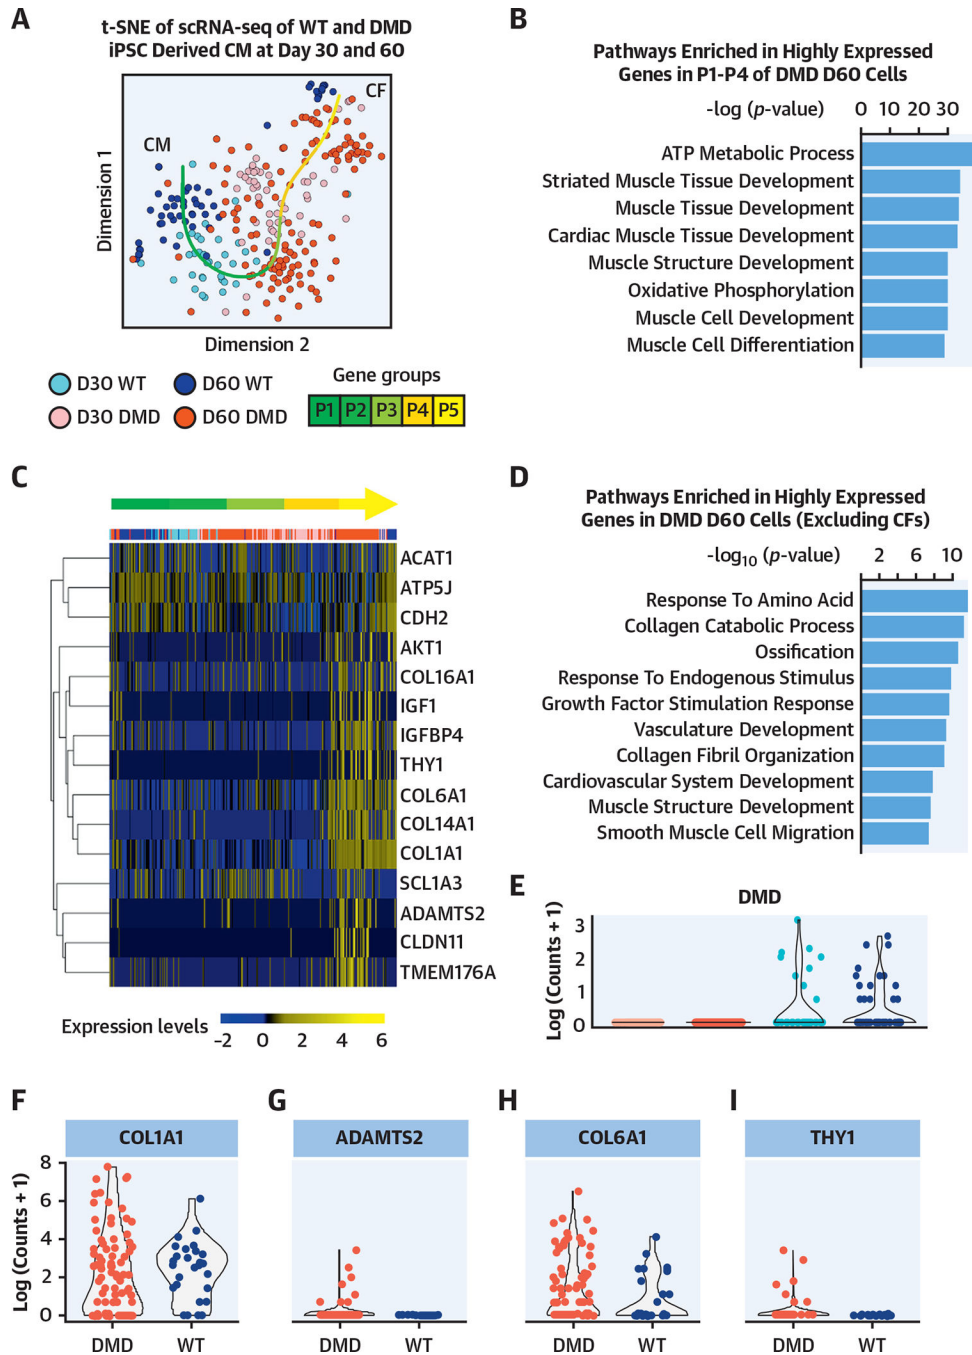 A
t-SNE of scRNA-seq of WT and DMD
iPSC Derived CM at Day 30 and 60
CF
CM
Dimension 1
Dimension 2
D30 WT
D60 WT
D30 DMD
D60 DMD
Gene groups
P1 P2 P3 P4 P5
B
Pathways Enriched in Highly Expressed
Genes in P1-P4 of DMD D60 Cells
-log (p-value)
0 10 20 30
ATP Metabolic Process
Striated Muscle Tissue Development
Muscle Tissue Development
Cardiac Muscle Tissue Development
Muscle Structure Development
Oxidative Phosphorylation
Muscle Cell Development
Muscle Cell Differentiation
C
ACAT1
ATP5J
CDH2
AKT1
COL16A1
IGF1
IGFBP4
THY1
COL6A1
COL14A1
COL1A1
SCL1A3
ADAMTS2
CLDN11
TMEM176A
Expression levels
-2 0 2 4 6
D
Pathways Enriched in Highly Expressed
Genes in DMD D60 Cells (Excluding CFs)
-log10 (p-value)
2 6 10
Response To Amino Acid
Collagen Catabolic Process
Ossification
Response To Endogenous Stimulus
Growth Factor Stimulation Response
Vasculature Development
Collagen Fibril Organization
Cardiovascular System Development
Muscle Structure Development
Smooth Muscle Cell Migration
E
DMD
Log (Counts + 1)
3
2
1
0
F
COL1A1
Log (Counts + 1)
8
6
4
2
0
DMD WT
G
ADAMTS2
DMD WT
H
COL6A1
DMD WT
I
THY1
DMD WT